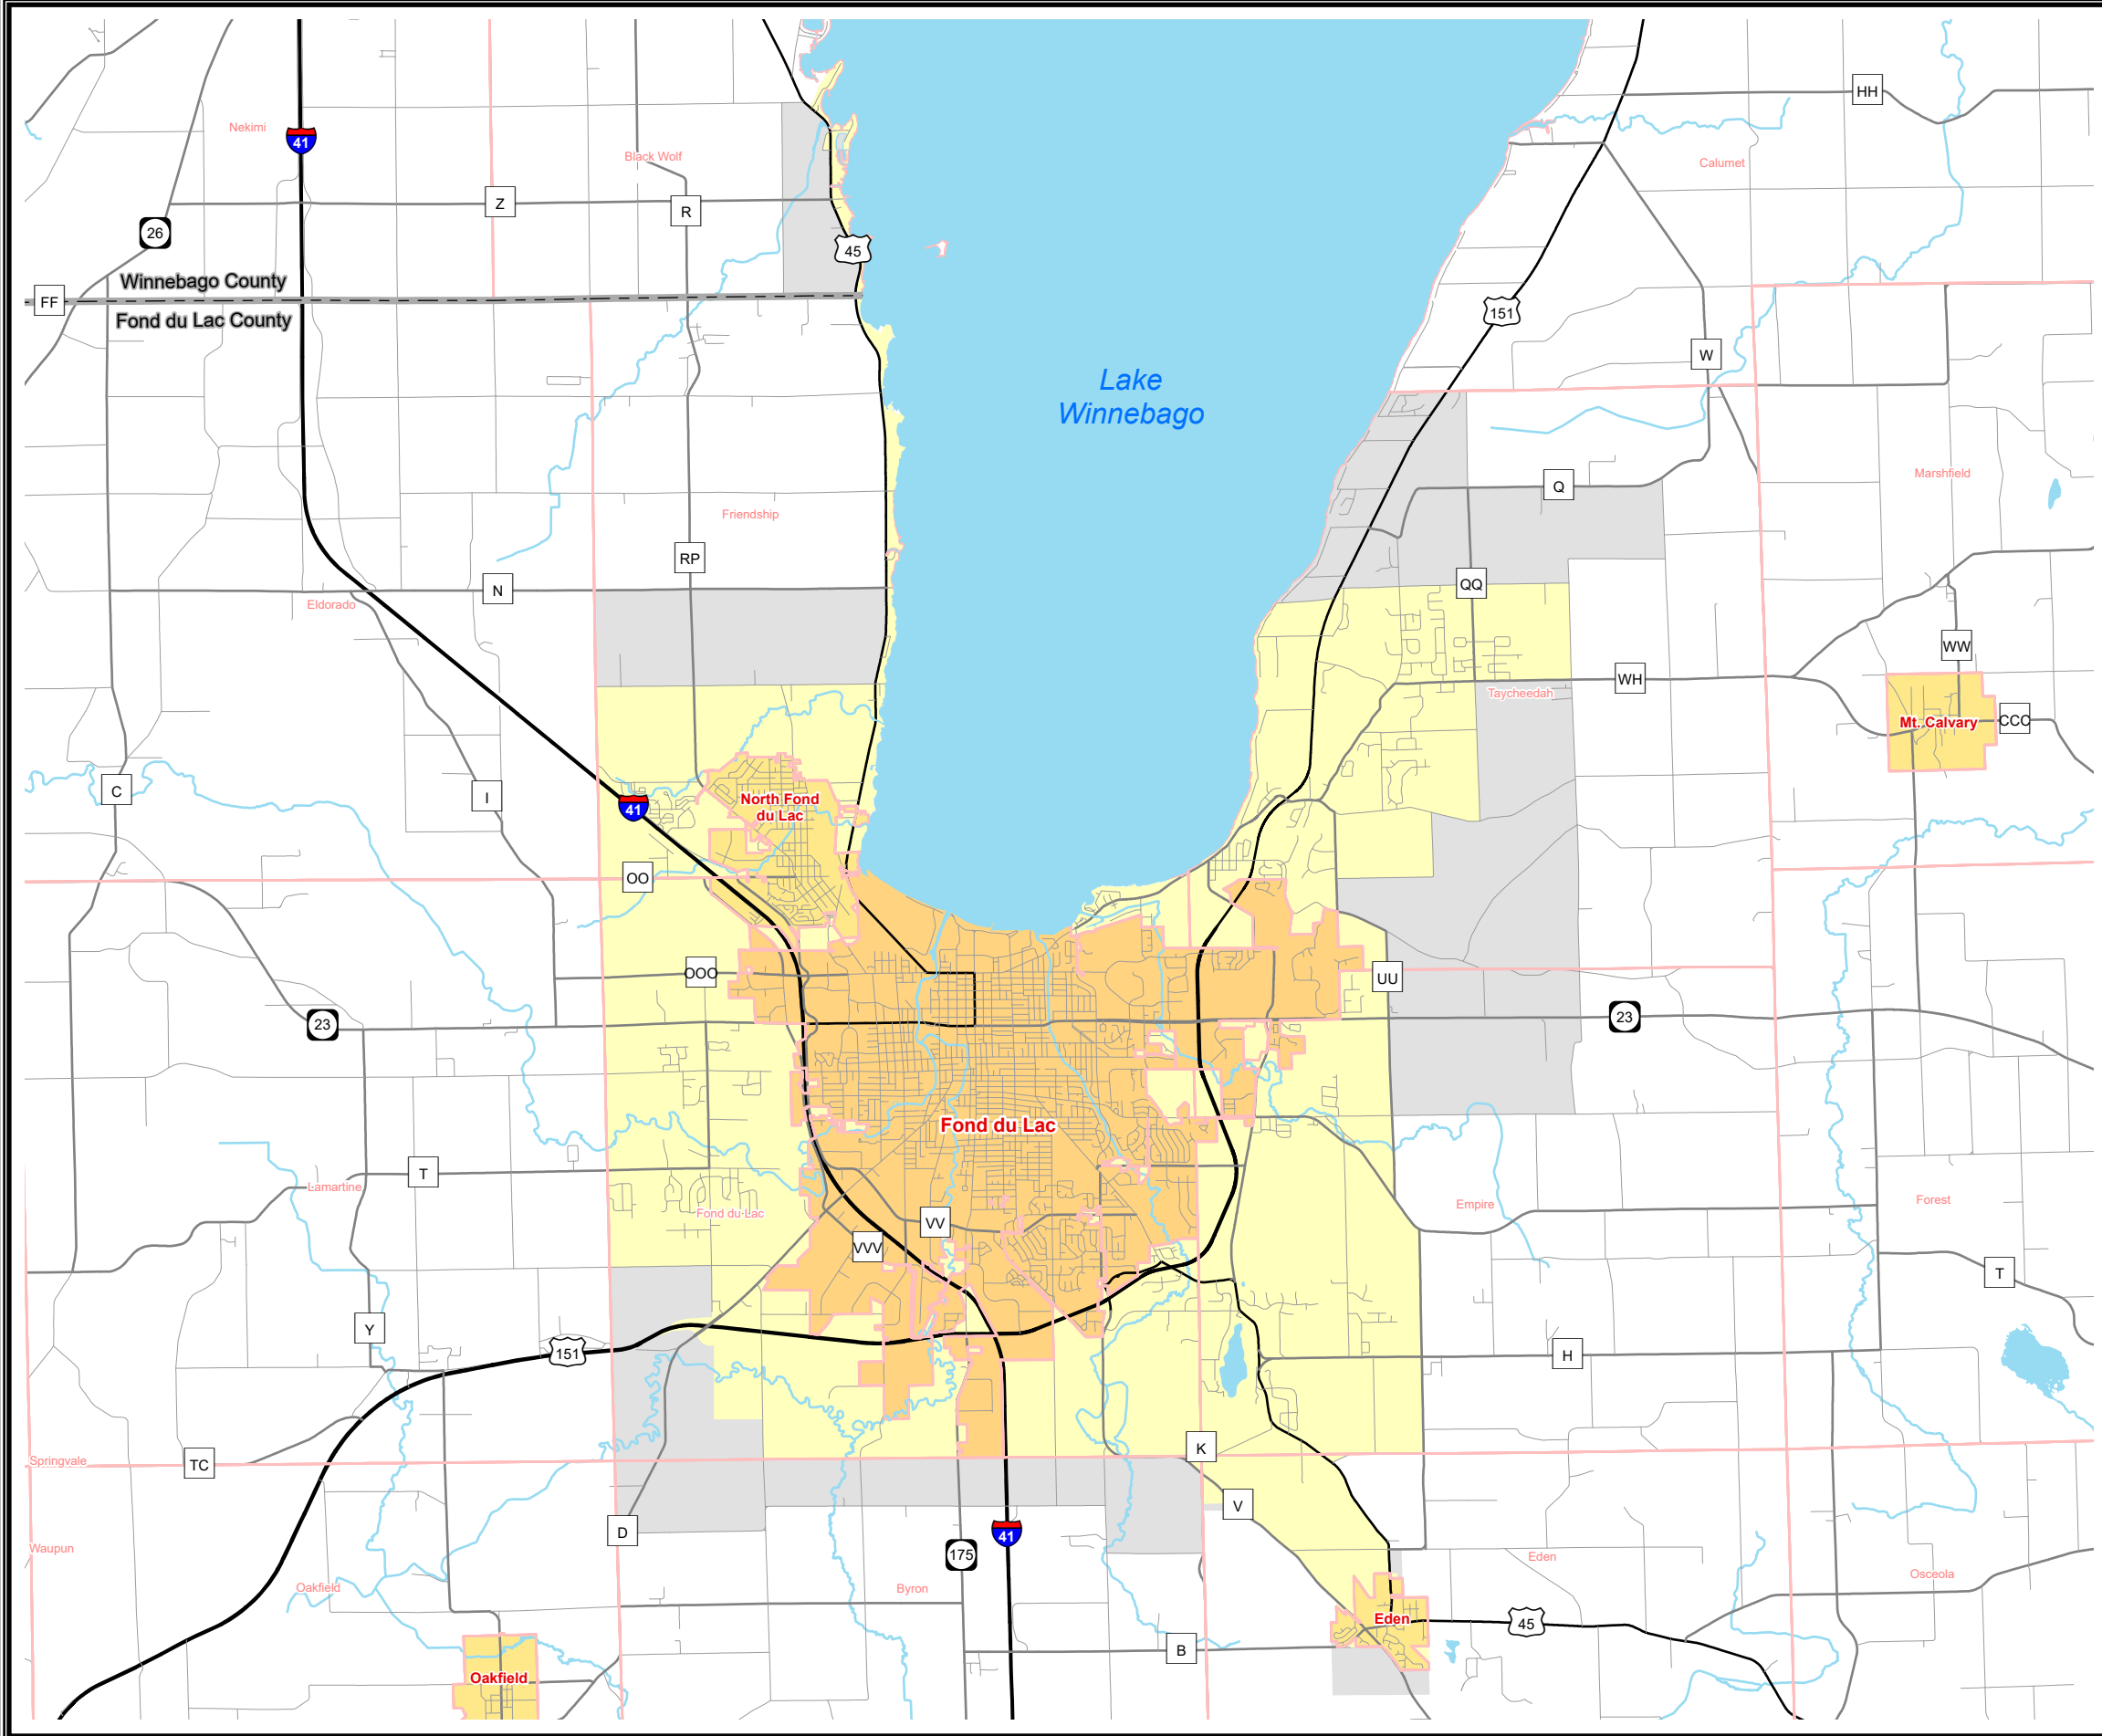 HH
Nekimi
41
Black Wolf
Calumet
Z
R
26
45
Winnebago County
FF
Fond du Lac County
151
W
Lake
Winnebago
Marshfield
Q
Friendship
RP
QQ
N
Eldorado
WW
WH
Taycheedah
Mt. Calvary
CCC
C
I
41
North Fond
du Lac
OO
OOO
UU
23
23
Fond du Lac
T
Lamartine
Fond du Lac
Empire
Forest
VV
VVV
T
Y
151
H
K
Springvale
TC
V
D
41
175
Waupun
Eden
Oakfield
Byron
Osceola
Eden
45
B
Oakfield